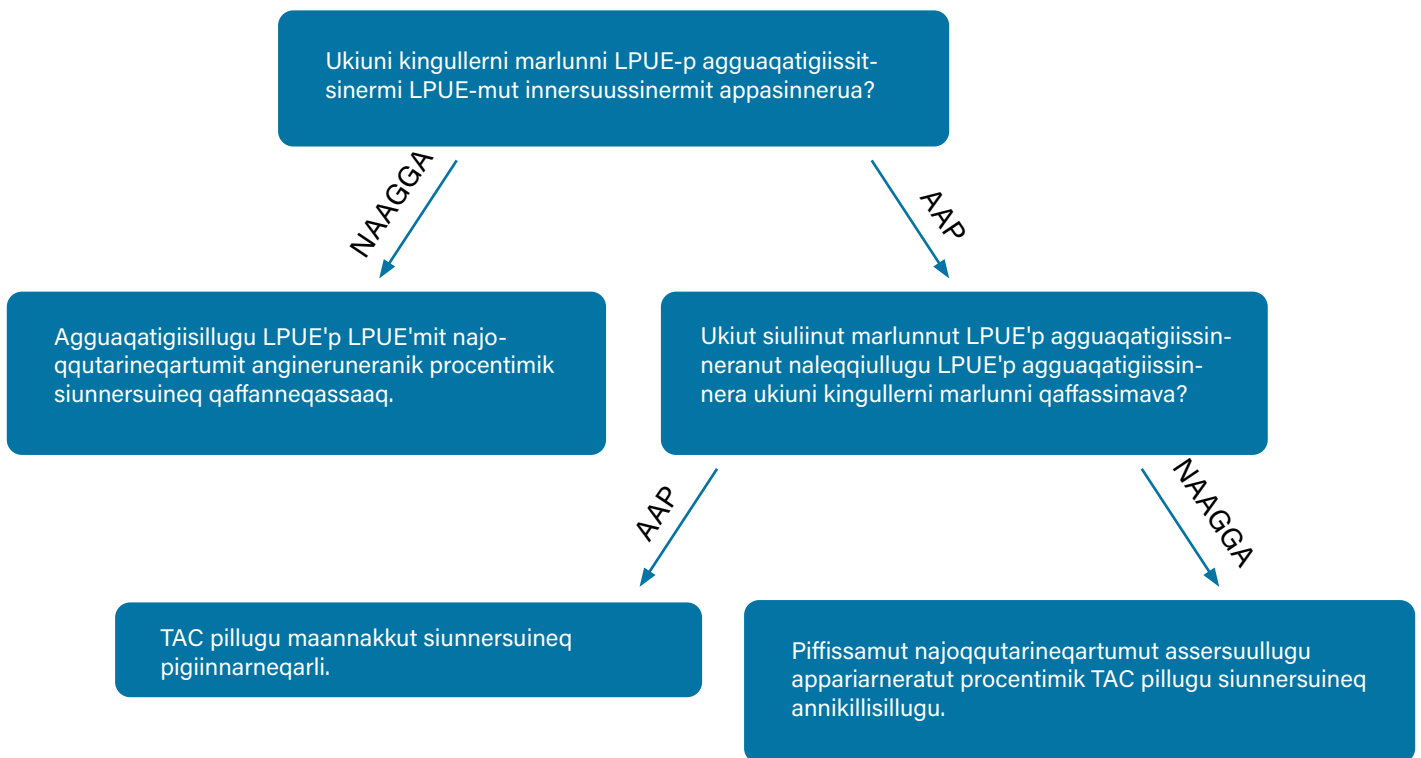 Ukiuni kingullerni marlunni LPUE-p agguaqatigiissit-
sinermi LPUE-mut innersuussinermit appasinnerua?
NAAGGA
AAP
Agguaqatigiisillugu LPUE'p LPUE'mit najo-
qqutarineqartumit angineruneranik procentimik
siunnersuineq qaffanneqassaaq.
Ukiut siuliinut marlunnut LPUE'p agguaqatigiissin-
neranut naleqqiullugu LPUE'p agguaqatigiissin-
nera ukiuni kingullerni marlunni qaffassimava?
AAP
NAAGGA
TAC pillugu maannakkut siunnersuineq
pigiinnarneqarli.
Piffissamut najoqqutarineqartumut assersuullugu
appariarneratut procentimik TAC pillugu siunnersuineq
annikillisillugu.